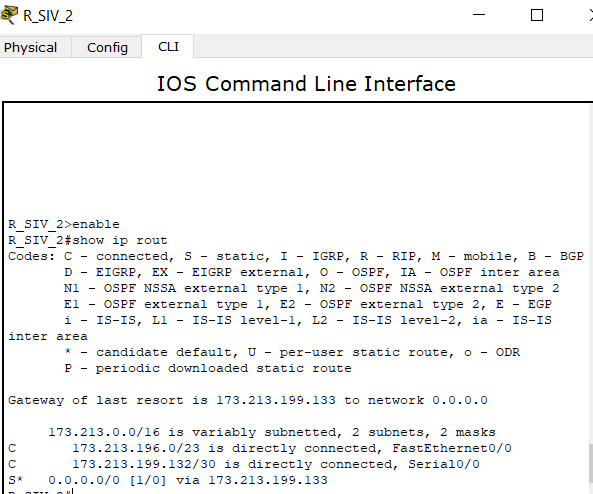 R_SIV_2
Physical Config CLI
IOS Command Line Interface
R_SIV_2>enable
R_SIV_2#show ip rout
Codes: C - connected, S - static, I - IGRP, R - RIP, M - mobile, B - BGP
D - EIGRP, EX - EIGRP external, O - OSPF, IA - OSPF inter area
N1 - OSPF NSSA external type 1, N2 - OSPF NSSA external type 2
E1 - OSPF external type 1, E2 - OSPF external type 2, E - EGP
i - IS-IS, L1 - IS-IS level-1, L2 - IS-IS level-2, ia - IS-IS
inter area
* - candidate default, U - per-user static route, o - ODR
P - periodic downloaded static route
Gateway of last resort is 173.213.199.133 to network 0.0.0.0
173.213.0.0/16 is variably subnetted, 2 subnets, 2 masks
C 173.213.196.0/23 is directly connected, FastEthernet0/0
C 173.213.199.132/30 is directly connected, Serial0/0
S* 0.0.0.0/0 [1/0] via 173.213.199.133
R_SIV_2#